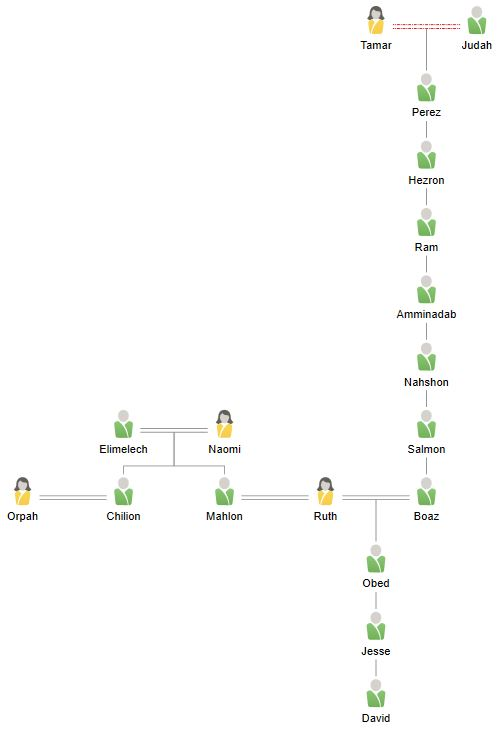 Tamar
Judah
Perez
Hezron
Ram
Amminadab
Nahshon
Elimelech
Naomi
Salmon
Orpah
Chilion
Mahlon
Ruth
Boaz
Obed
Jesse
David